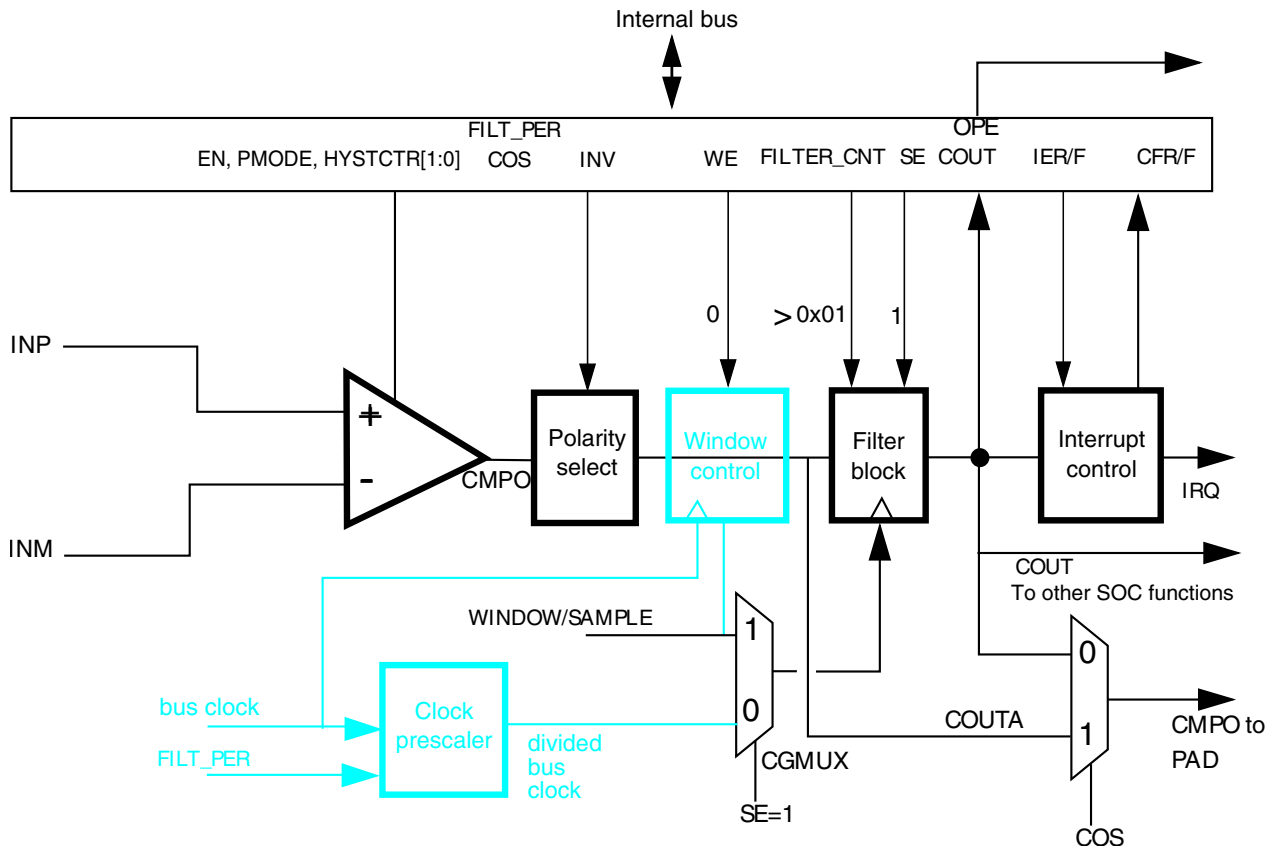 Internal bus
FILT_PER
OPE
EN, PMODE, HYSTCTR[1:0]
COS
INV
WE
FILTER_CNT
SE
COUT
IER/F
CFR/F
0
> 0x01
1
INP
+
-
INM
CMPO
Polarity
select
Window
control
Filter
block
Interrupt
control
IRQ
COUT
To other SOC functions
WINDOW/SAMPLE
1
0
CGMUX
SE=1
bus clock
FILT_PER
Clock
prescaler
divided
bus
clock
COUTA
0
1
COS
CMPO to
PAD